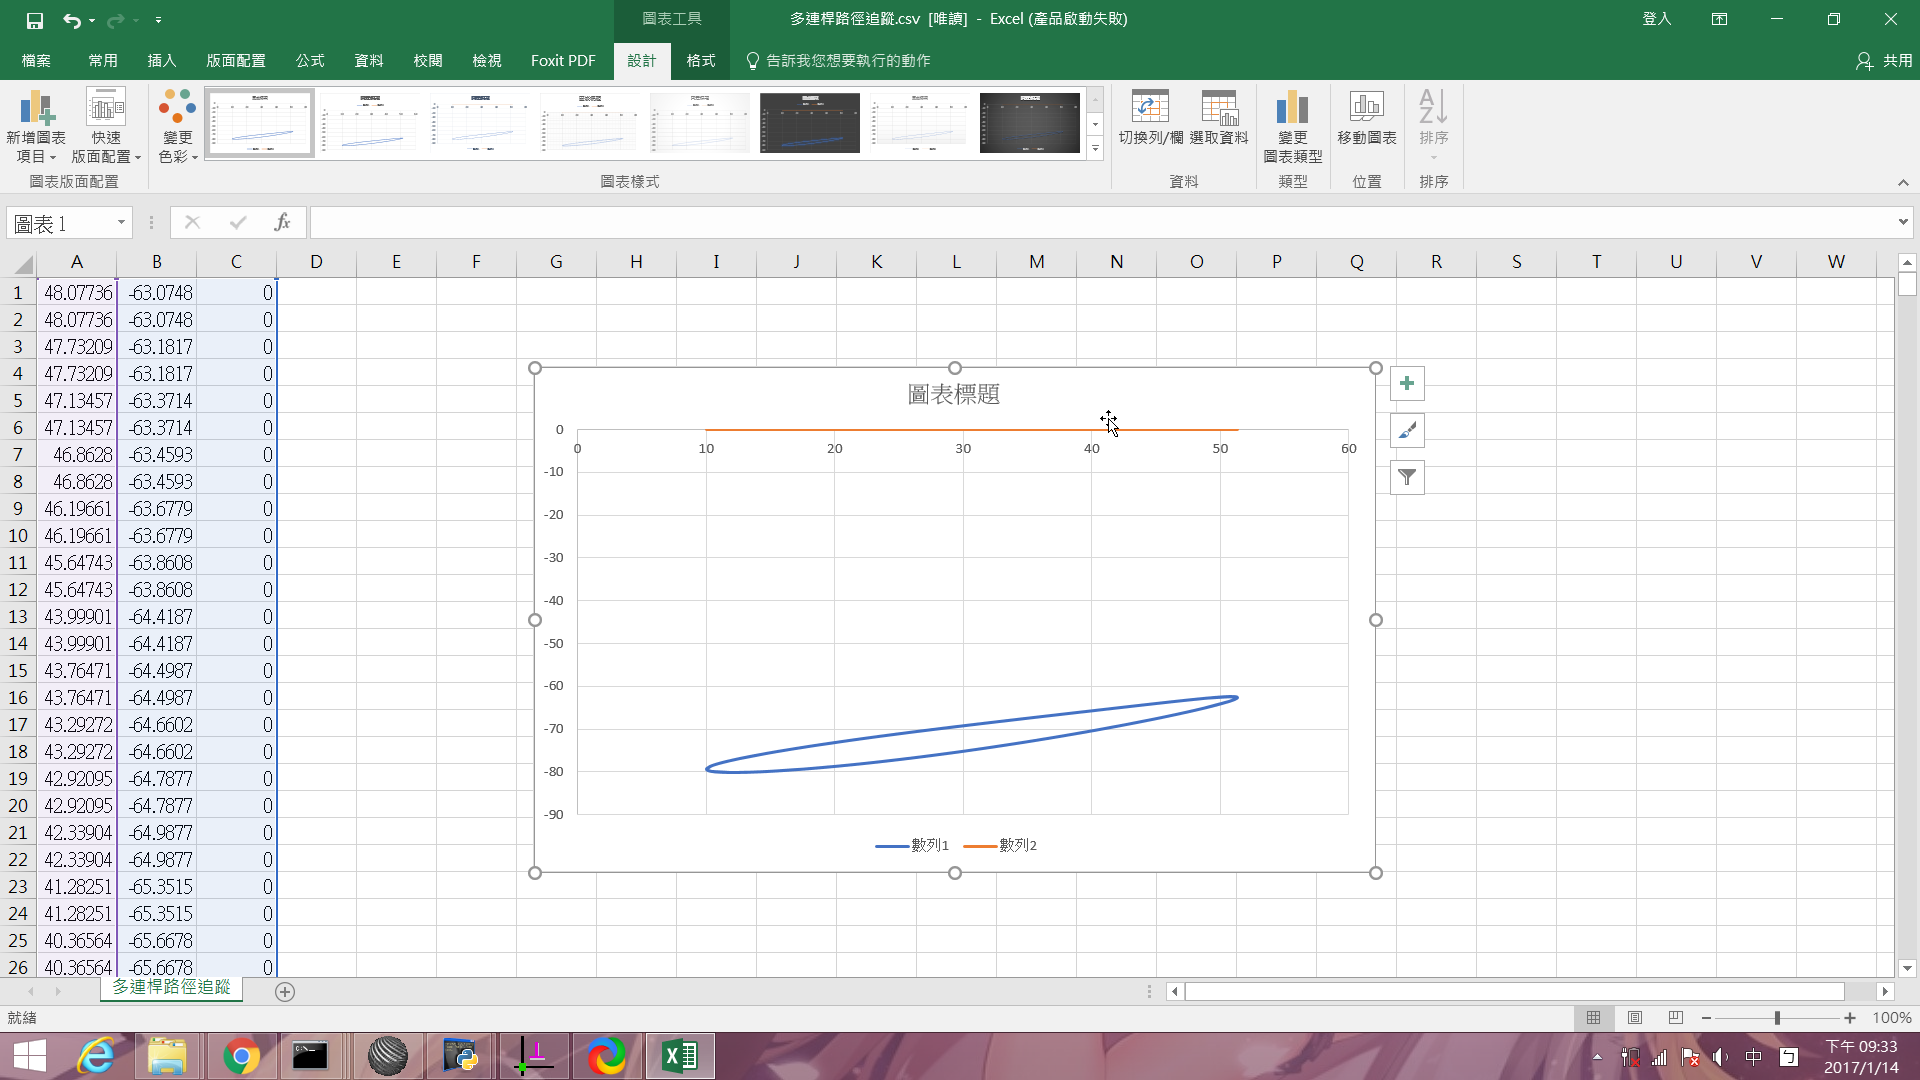 圖表工具
多連桿路徑追蹤.csv [唯讀] - Excel (產品啟動失敗)
登入
檔案 常用 插入 版面配置 公式 資料 校閱 檢視 Foxit PDF 設計 格式 告訴我您想要執行的動作 共用
新增圖表
項目
快速
版面配置
變更
色彩
切換列/欄 選取資料
變更
圖表類型
移動圖表
排序
圖表版面配置 圖表樣式 資料 類型 位置 排序
圖表 1 fx
A B C D E F G H I J K L M N O P Q R S T U V W
1 48.07736 -63.0748 0
2 48.07736 -63.0748 0
3 47.73209 -63.1817 0
4 47.73209 -63.1817 0
5 47.13457 -63.3714 0
6 47.13457 -63.3714 0
7 46.8628 -63.4593 0
8 46.8628 -63.4593 0
9 46.19661 -63.6779 0
10 46.19661 -63.6779 0
11 45.64743 -63.8608 0
12 45.64743 -63.8608 0
13 43.99901 -64.4187 0
14 43.99901 -64.4187 0
15 43.76471 -64.4987 0
16 43.76471 -64.4987 0
17 43.29272 -64.6602 0
18 43.29272 -64.6602 0
19 42.92095 -64.7877 0
20 42.92095 -64.7877 0
21 42.33904 -64.9877 0
22 42.33904 -64.9877 0
23 41.28251 -65.3515 0
24 41.28251 -65.3515 0
25 40.36564 -65.6678 0
26 40.36564 -65.6678 0
圖表標題
0
0 10 20 30 40 50 60
-10
-20
-30
-40
-50
-60
-70
-80
-90
數列1 數列2
多連桿路徑追蹤
就緒
100%
中
下午 09:33
2017/1/14